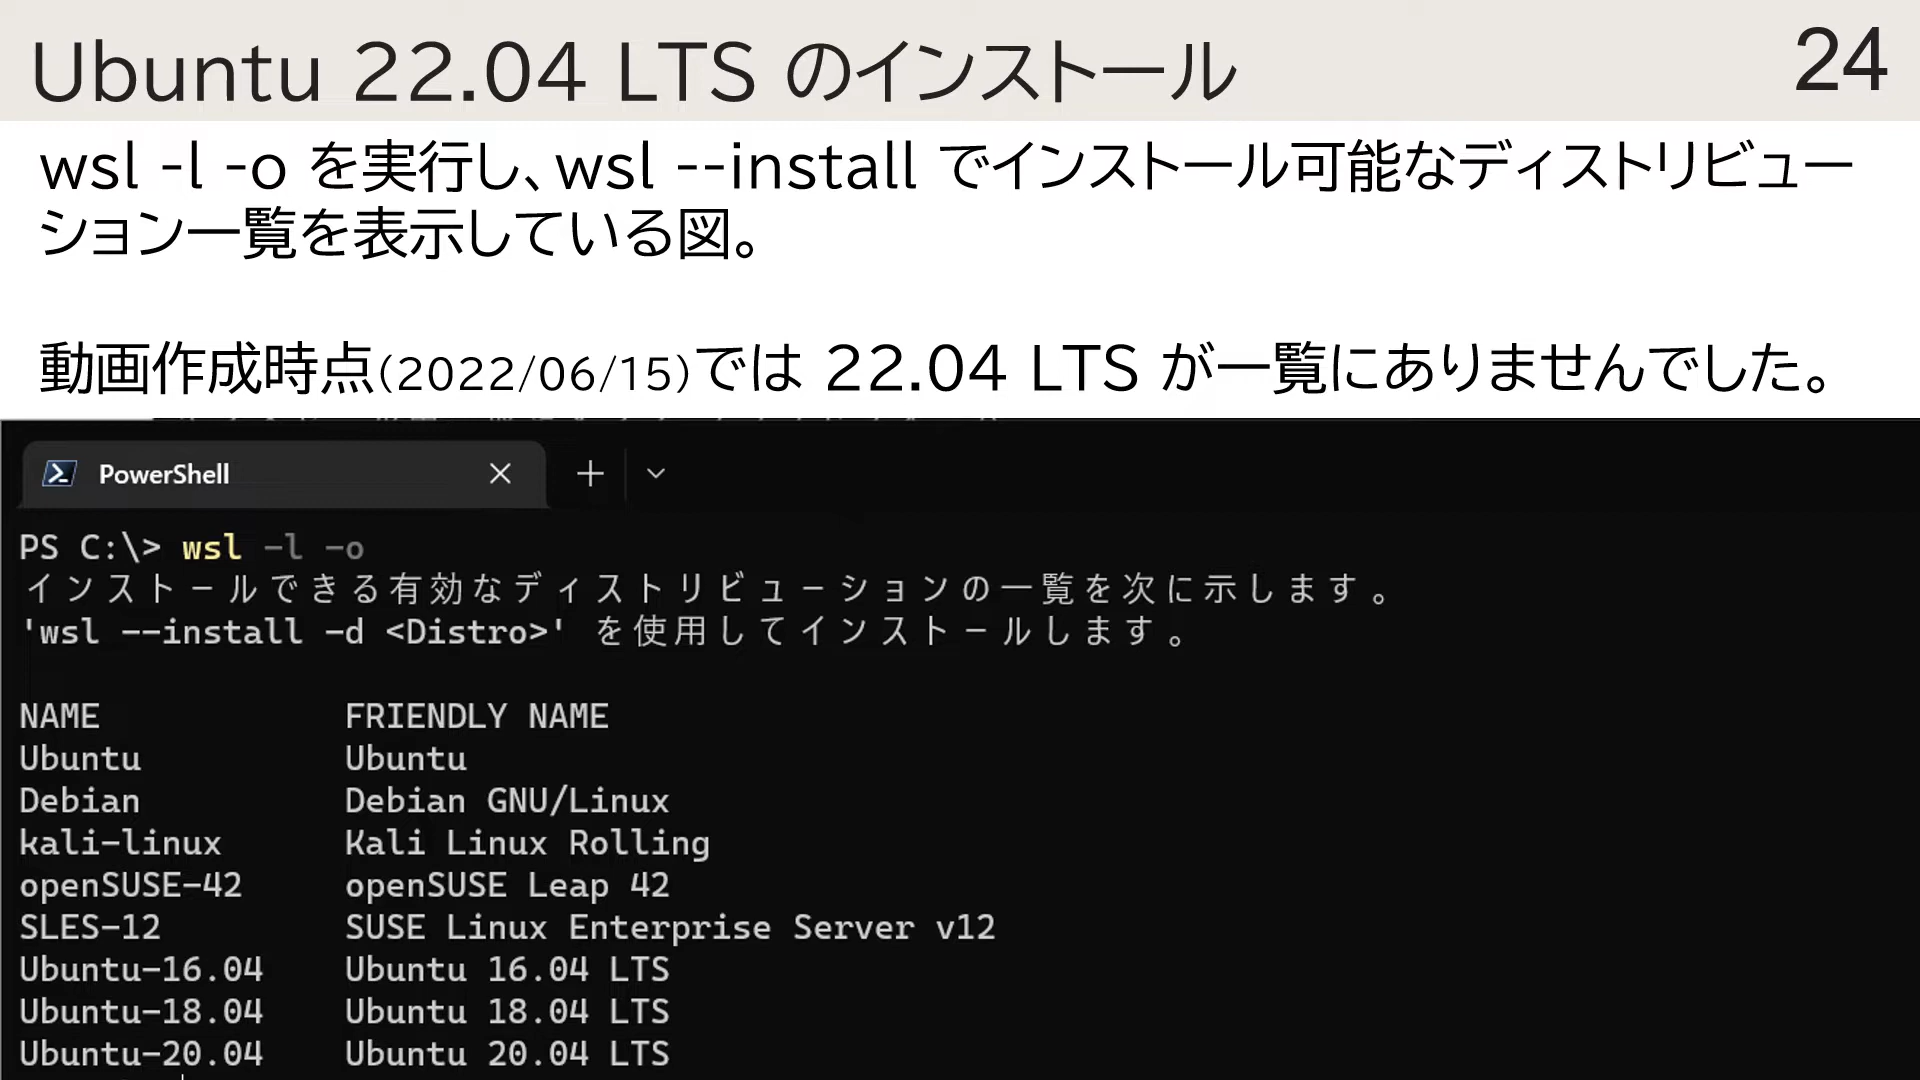 Ubuntu 22.04 LTS のインストール
24
wsl -l -o を実行し、wsl --install でインストール可能なディストリビュー
ション一覧を表示している図。
動画作成時点(2022/06/15)では 22.04 LTS が一覧にありませんでした。
PowerShell
PS C:\> wsl -l -o
インストールできる有効なディストリビューションの一覧を次に示します。
'wsl --install -d <Distro>' を使用してインストールします。
NAME FRIENDLY NAME
Ubuntu Ubuntu
Debian Debian GNU/Linux
kali-linux Kali Linux Rolling
openSUSE-42 openSUSE Leap 42
SLES-12 SUSE Linux Enterprise Server v12
Ubuntu-16.04 Ubuntu 16.04 LTS
Ubuntu-18.04 Ubuntu 18.04 LTS
Ubuntu-20.04 Ubuntu 20.04 LTS